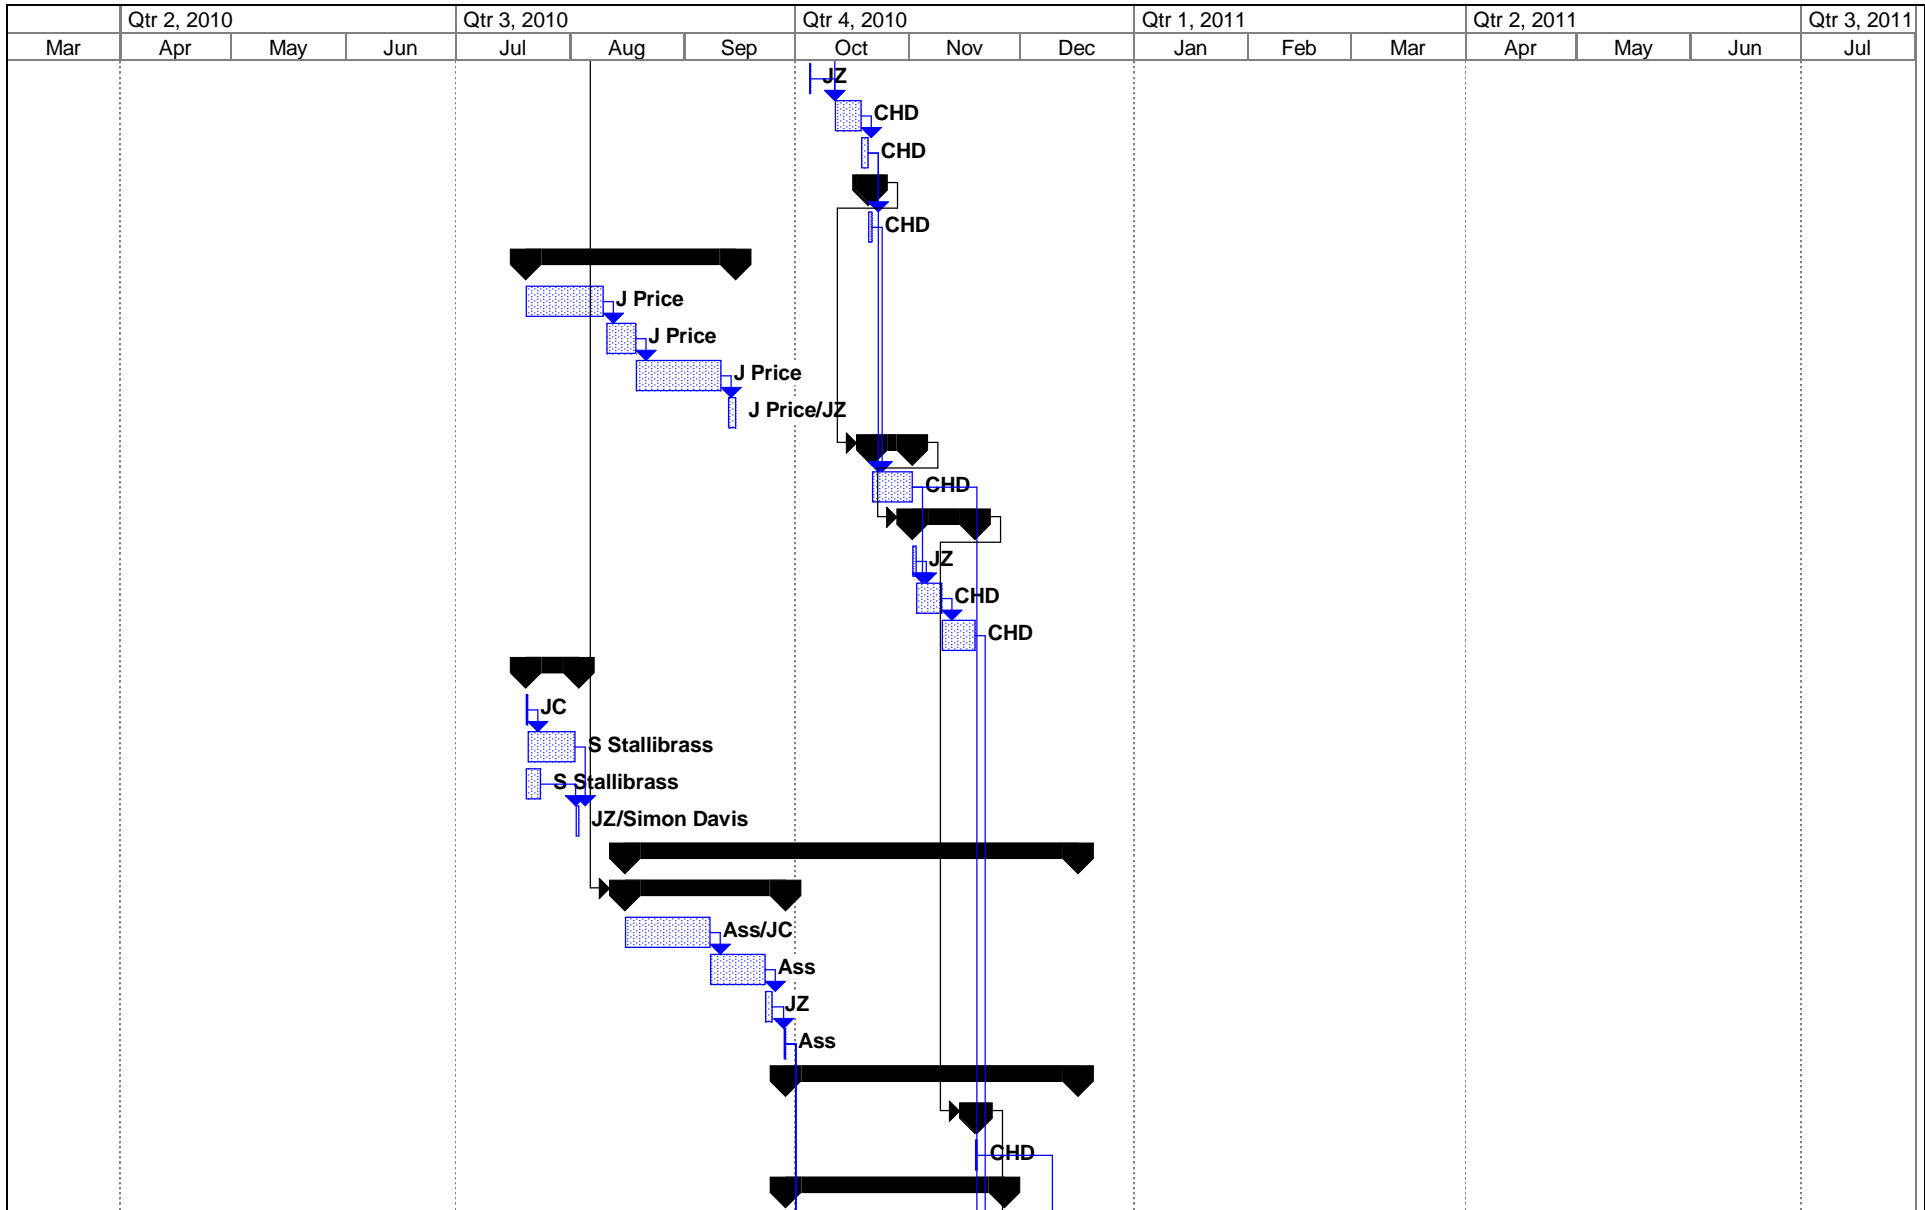 Qtr 2, 2010 Qtr 3, 2010 Qtr 4, 2010 Qtr 1, 2011 Qtr 2, 2011 Qtr 3, 2011
Mar Apr May Jun Jul Aug Sep Oct Nov Dec Jan Feb Mar Apr May Jun Jul
JZ
CHD
CHD
CHD
J Price
J Price
J Price
J Price/JZ
CHD
JZ
CHD
CHD
JC
S Stallibrass
S Stallibrass
JZ/Simon Davis
Ass/JC
Ass
JZ
Ass
CHD